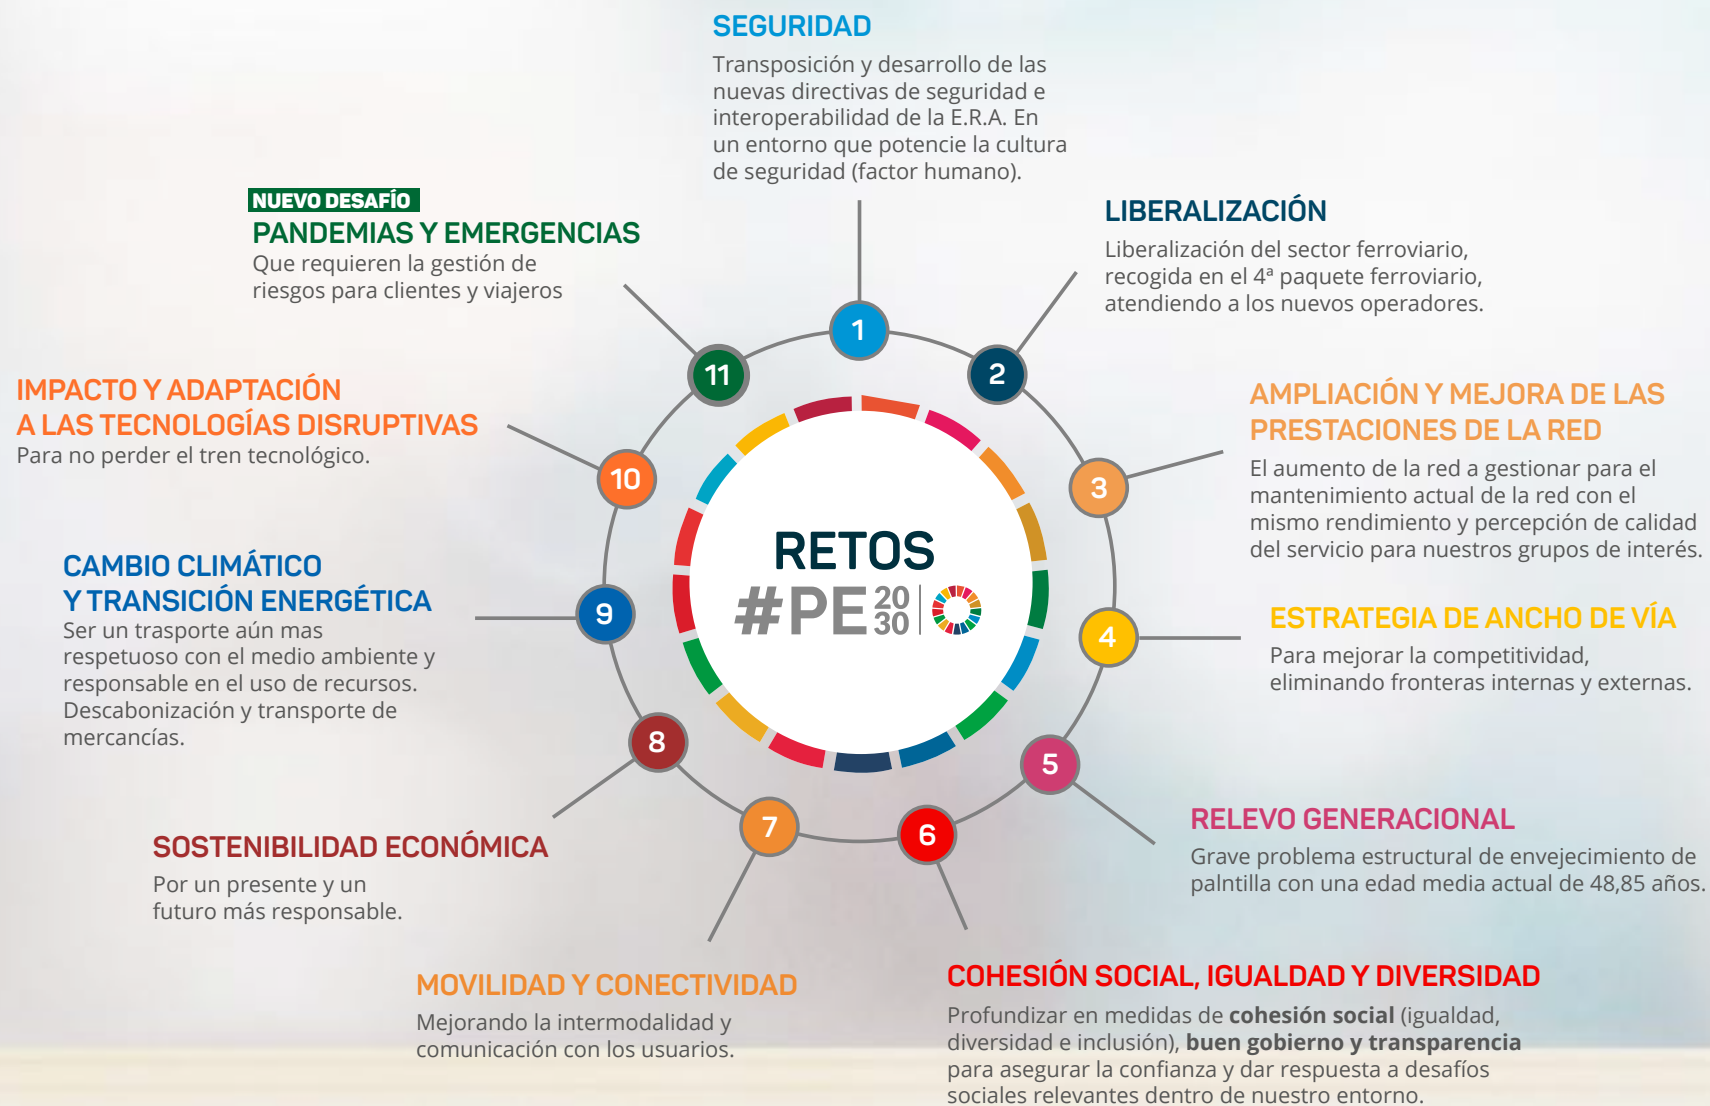 SEGURIDAD
Transposición y desarrollo de las
nuevas directivas de seguridad e
interoperabilidad de la E.R.A. En
un entorno que potencie la cultura
de seguridad (factor humano).
1
LIBERALIZACIÓN
Liberalización del sector ferroviario,
recogida en el 4ª paquete ferroviario,
atendiendo a los nuevos operadores.
2
AMPLIACIÓN Y MEJORA DE LAS
PRESTACIONES DE LA RED
El aumento de la red a gestionar para el
mantenimiento actual de la red con el
mismo rendimiento y percepción de calidad
del servicio para nuestros grupos de interés.
3
ESTRATEGIA DE ANCHO DE VÍA
Para mejorar la competitividad,
eliminando fronteras internas y externas.
4
RELEVO GENERACIONAL
Grave problema estructural de envejecimiento de
palntilla con una edad media actual de 48,85 años.
5
COHESIÓN SOCIAL, IGUALDAD Y DIVERSIDAD
Profundizar en medidas de cohesión social (igualdad,
diversidad e inclusión), buen gobierno y transparencia
para asegurar la confianza y dar respuesta a desafíos
sociales relevantes dentro de nuestro entorno.
6
MOVILIDAD Y CONECTIVIDAD
Mejorando la intermodalidad y
comunicación con los usuarios.
7
SOSTENIBILIDAD ECONÓMICA
Por un presente y un
futuro más responsable.
8
CAMBIO CLIMÁTICO
Y TRANSICIÓN ENERGÉTICA
Ser un trasporte aún mas
respetuoso con el medio ambiente y
responsable en el uso de recursos.
Descabonización y transporte de
mercancías.
9
IMPACTO Y ADAPTACIÓN
A LAS TECNOLOGÍAS DISRUPTIVAS
Para no perder el tren tecnológico.
10
NUEVO DESAFÍO
PANDEMIAS Y EMERGENCIAS
Que requieren la gestión de
riesgos para clientes y viajeros
11
RETOS
#PE 20
30